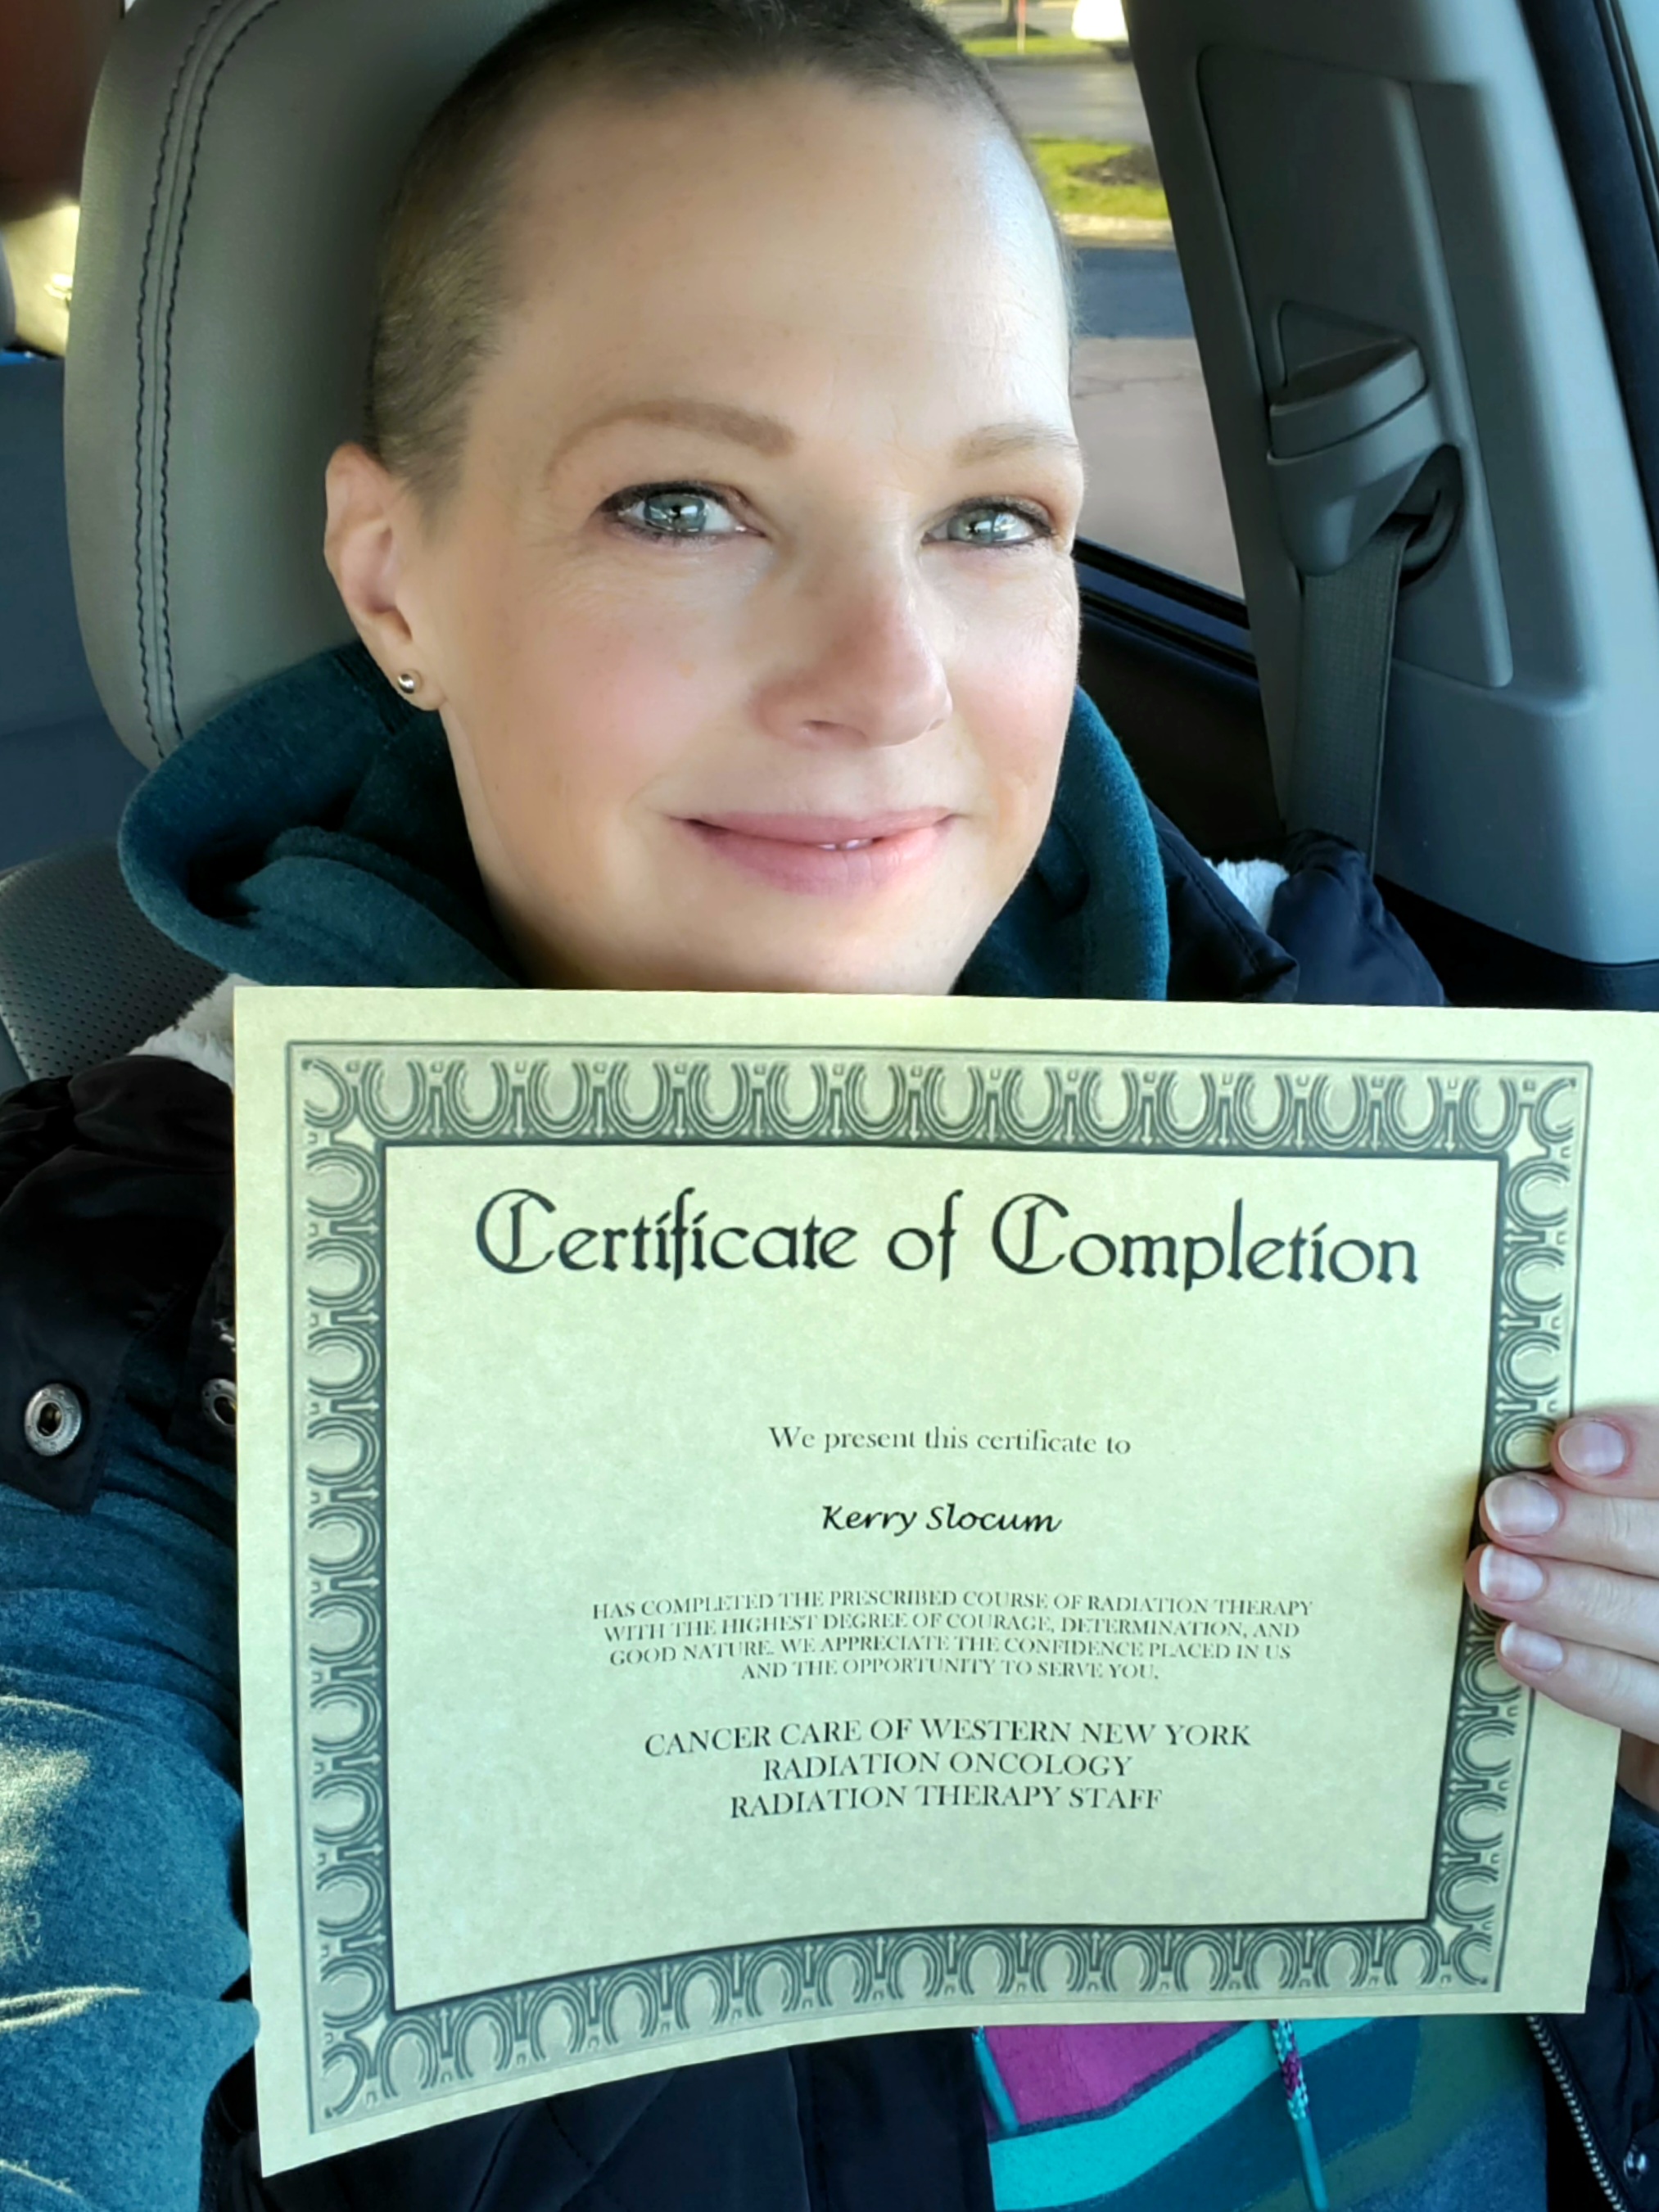 Certificate of Completion
We present this certificate to
Kerry Slocum
HAS COMPLETED THE PRESCRIBED COURSE OF RADIATION THERAPY
WITH THE HIGHEST DEGREE OF COURAGE, DETERMINATION, AND
GOOD NATURE. WE APPRECIATE THE CONFIDENCE PLACED IN US
AND THE OPPORTUNITY TO SERVE YOU.
CANCER CARE OF WESTERN NEW YORK
RADIATION ONCOLOGY
RADIATION THERAPY STAFF